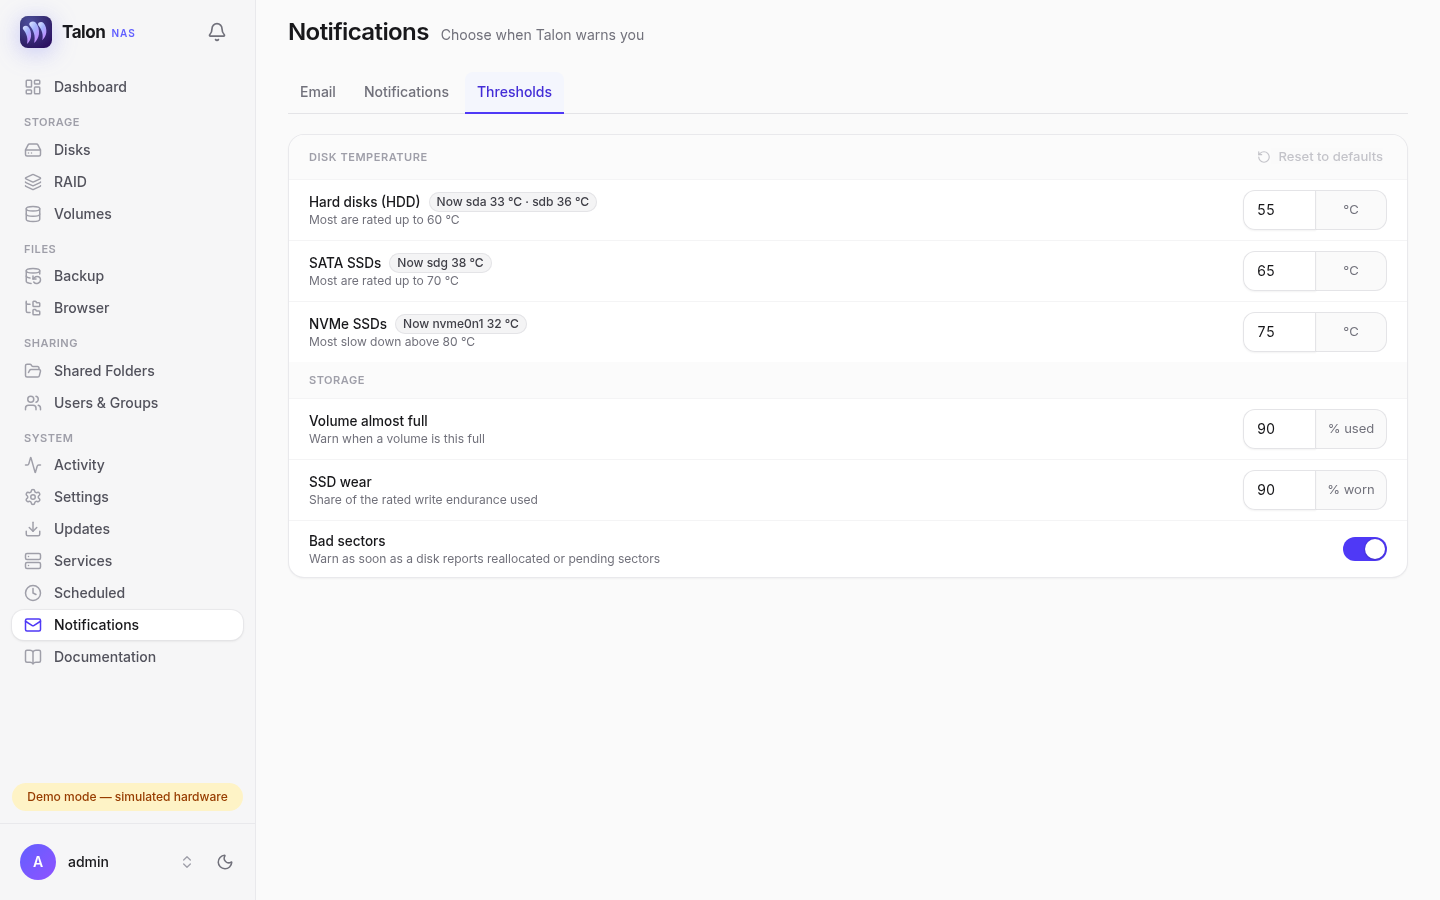 Talon NAS
Dashboard
STORAGE
Disks
RAID
Volumes
FILES
Backup
Browser
SHARING
Shared Folders
Users & Groups
SYSTEM
Activity
Settings
Updates
Services
Scheduled
Notifications
Documentation
Demo mode — simulated hardware
A admin
Notifications Choose when Talon warns you
Email Notifications Thresholds
DISK TEMPERATURE Reset to defaults
Hard disks (HDD) Now sda 33 °C · sdb 36 °C
Most are rated up to 60 °C
55 °C
SATA SSDs Now sdg 38 °C
Most are rated up to 70 °C
65 °C
NVMe SSDs Now nvme0n1 32 °C
Most slow down above 80 °C
75 °C
STORAGE
Volume almost full
Warn when a volume is this full
90 % used
SSD wear
Share of the rated write endurance used
90 % worn
Bad sectors
Warn as soon as a disk reports reallocated or pending sectors